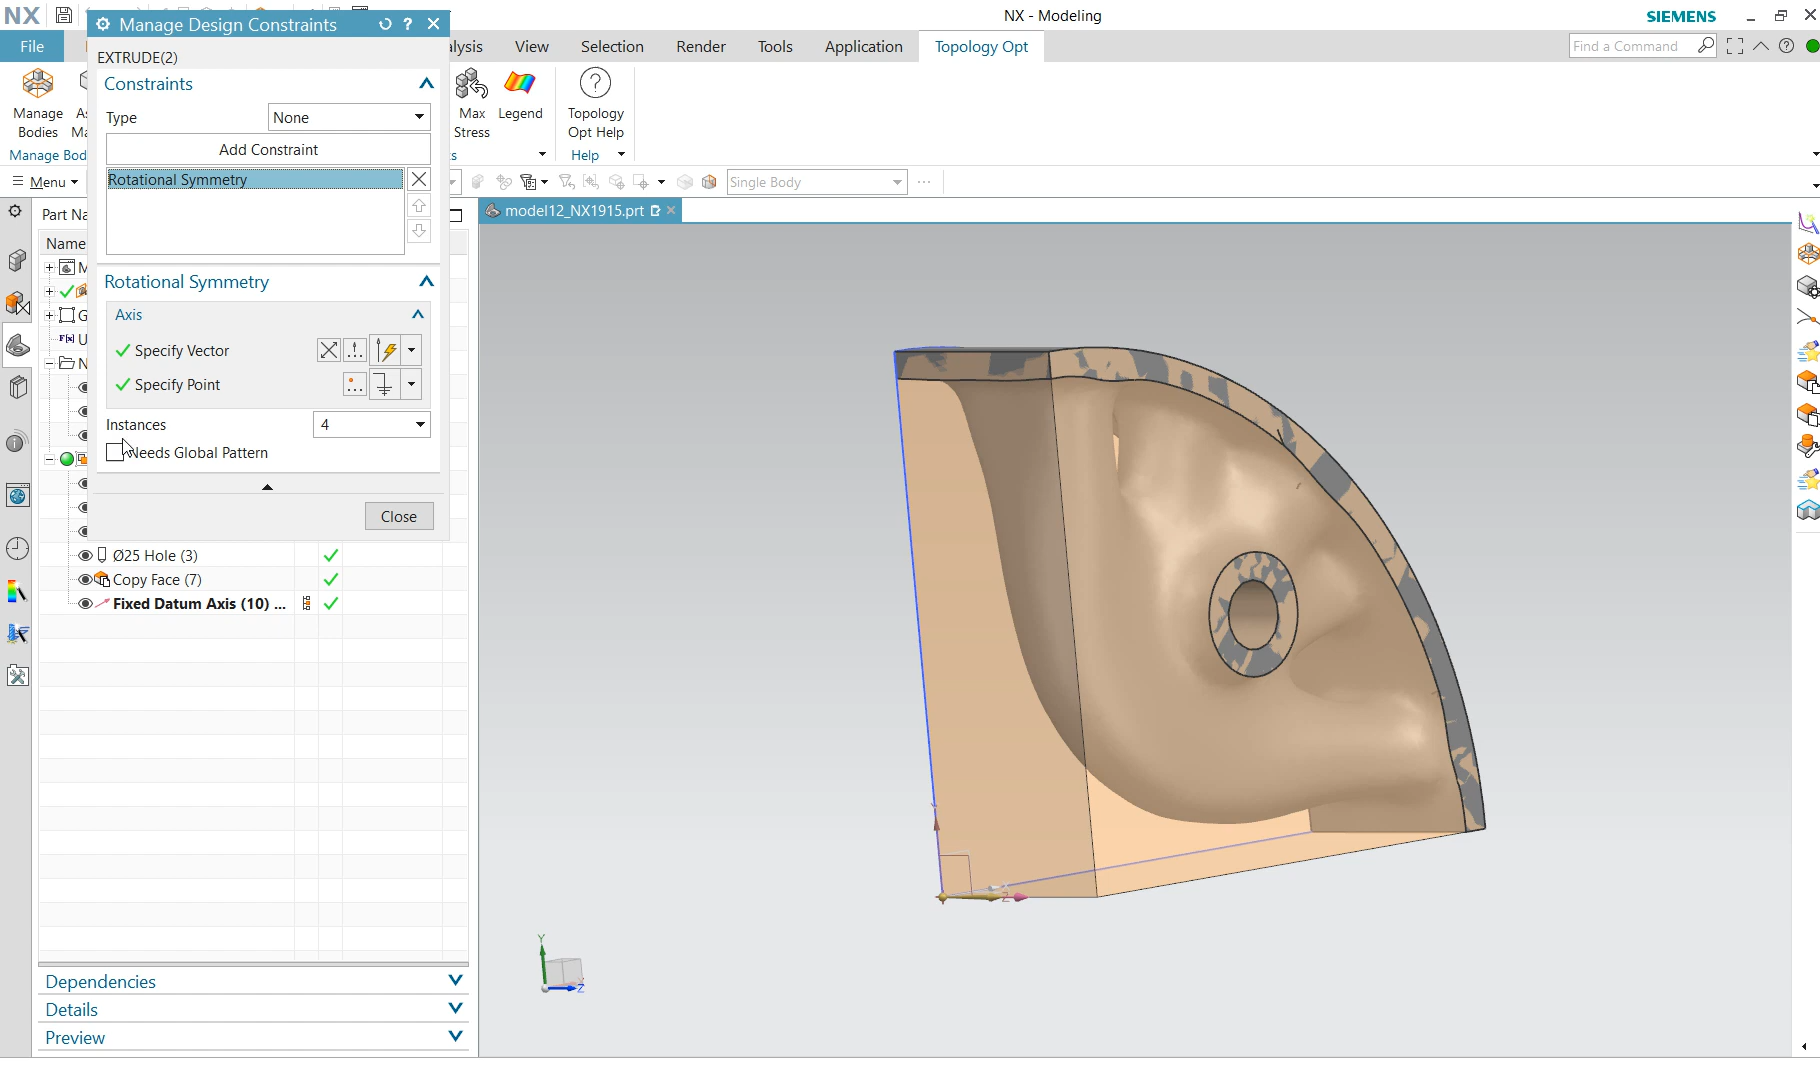 NX
Manage Design Constraints
NX - Modeling
SIEMENS
File
alysis
View
Selection
Render
Tools
Application
Topology Opt
Find a Command
EXTRUDE(2)
Constraints
Type
None
Add Constraint
Rotational Symmetry
Manage
Bodies
Manage Bod
Max
Stress
Legend
Topology
Opt Help
Help
Menu
Single Body
Part Na
model12_NX1915.prt
Name
Rotational Symmetry
Axis
Specify Vector
Specify Point
Instances
4
Needs Global Pattern
Close
Ø25 Hole (3)
Copy Face (7)
Fixed Datum Axis (10) ...
Y
Z
Z
Dependencies
Details
Preview